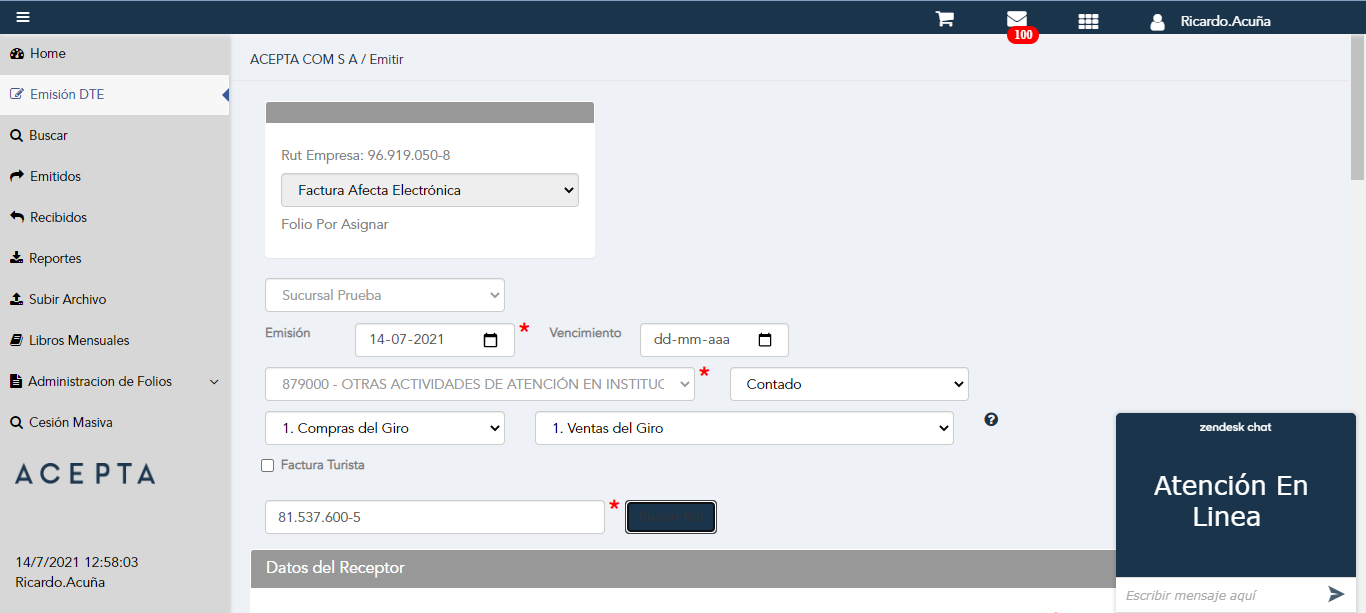 Ricardo.Acuña
100
Home
Emisión DTE
Buscar
Emitidos
Recibidos
Reportes
Subir Archivo
Libros Mensuales
Administracion de Folios
Cesión Masiva
ACEPTA
14/7/2021 12:58:03
Ricardo.Acuña
ACEPTA COM S A / Emitir
Rut Empresa: 96.919.050-8
Factura Afecta Electrónica
Folio Por Asignar
Sucursal Prueba
Emisión 14-07-2021 * Vencimiento dd-mm-aaa
879000 - OTRAS ACTIVIDADES DE ATENCIÓN EN INSTITUC * Contado
1. Compras del Giro 1. Ventas del Giro
Factura Turista
81.537.600-5 *
Datos del Receptor
zendesk chat
Atención En
Linea
Escribir mensaje aquí